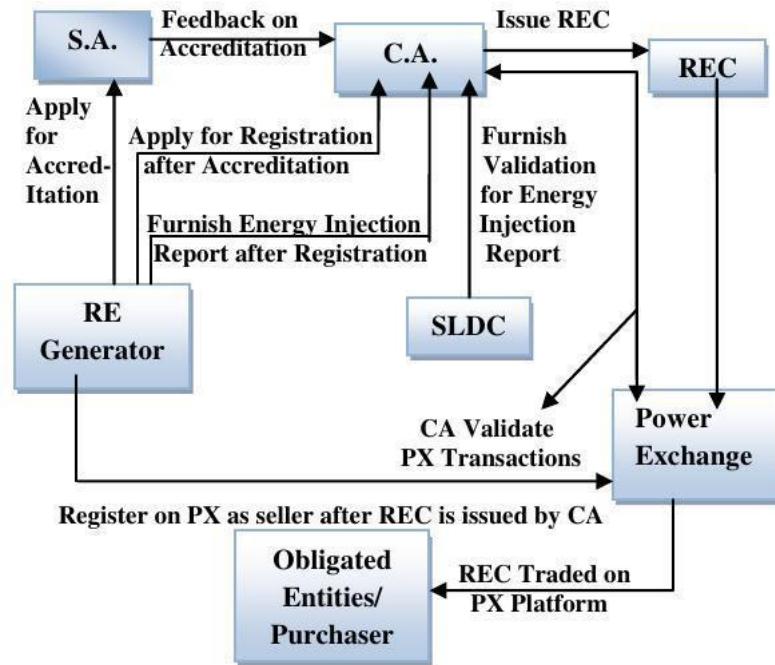 S.A.
Feedback on
Accreditation
C.A.
Issue REC
REC
Apply
for
Accred-
Itation
Apply for Registration
after Accreditation
Furnish
Validation
for Energy
Injection
Report
Furnish Energy Injection
Report after Registration
RE
Generator
SLDC
CA Validate
PX Transactions
Power
Exchange
Register on PX as seller after REC is issued by CA
Obligated
Entities/
Purchaser
REC Traded on
PX Platform